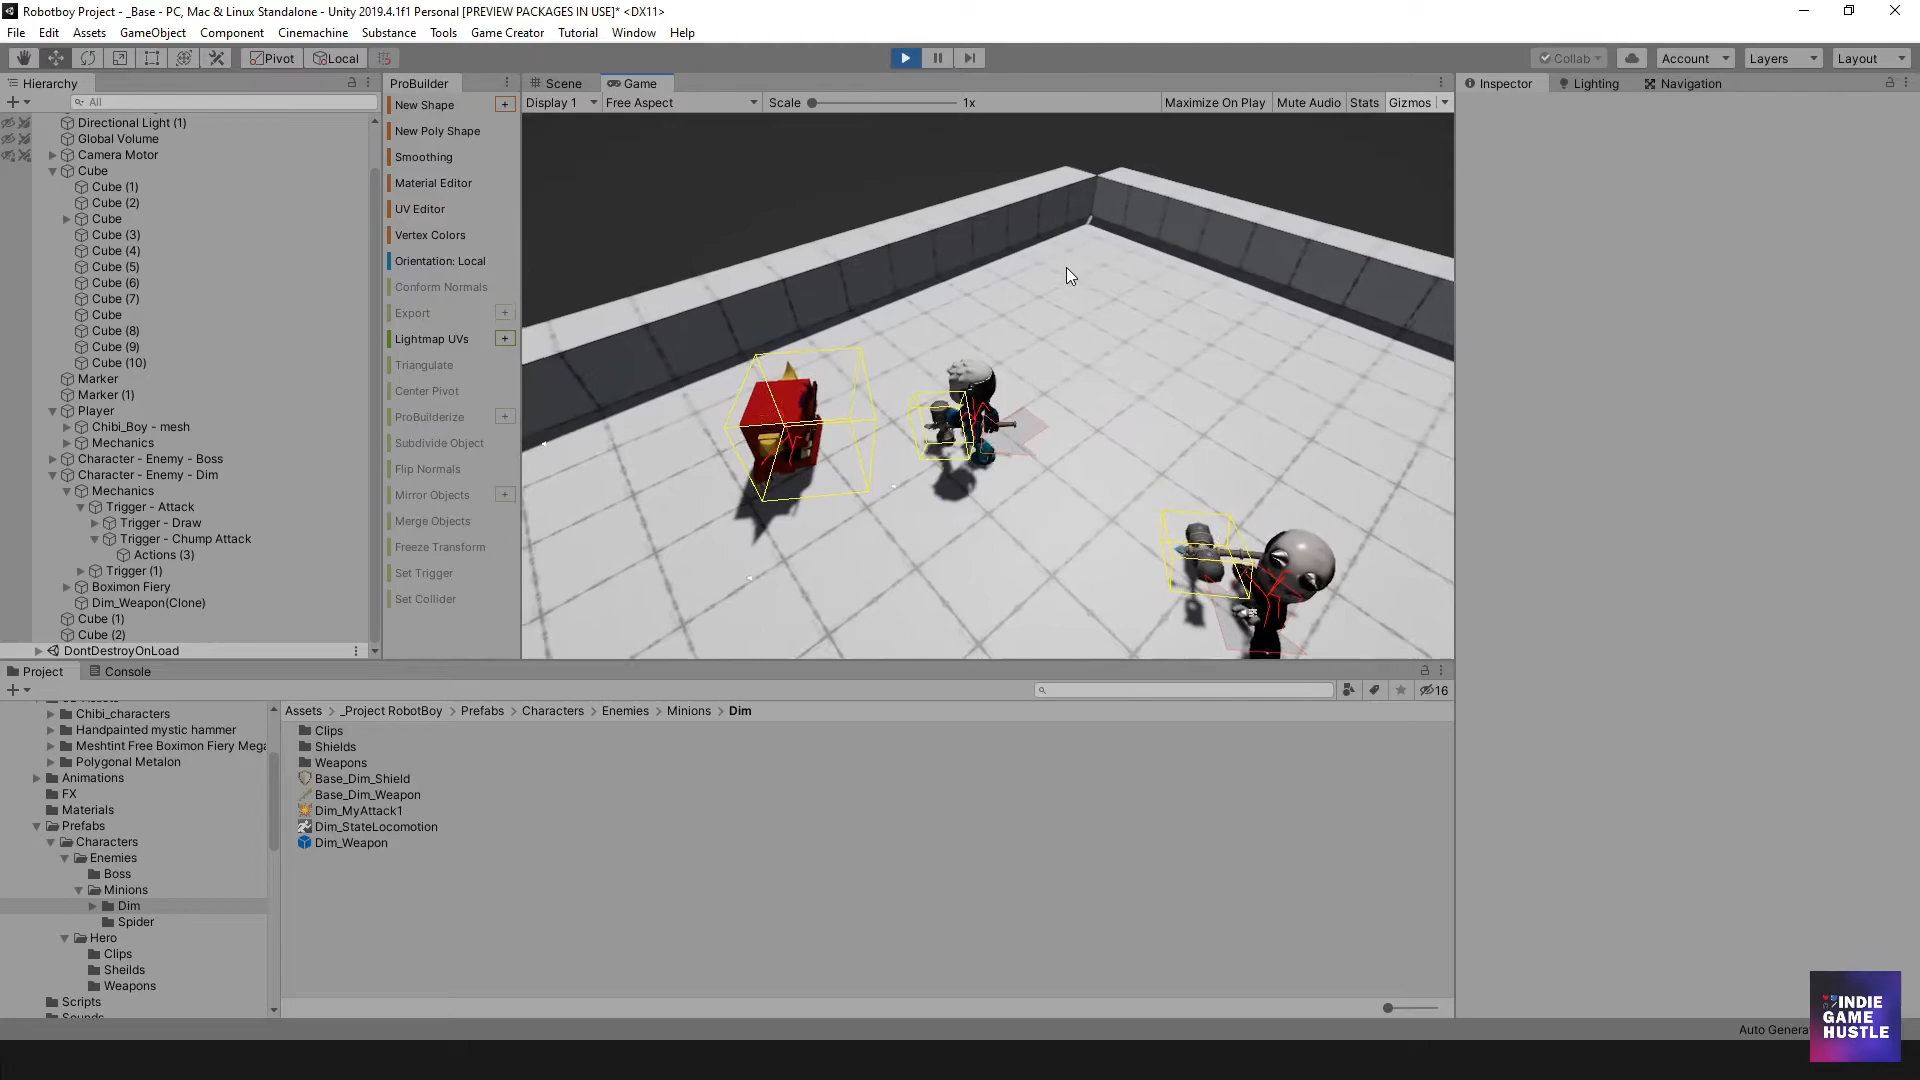 Robotboy Project - _Base - PC, Mac & Linux Standalone - Unity 2019.4.1f1 Personal [PREVIEW PACKAGES IN USE]* <DX11>
File Edit Assets GameObject Component Cinemachine Substance Tools Game Creator Tutorial Window Help
Pivot Local Collab Account Layers Layout
Hierarchy
All
Directional Light (1)
Global Volume
Camera Motor
Cube
Cube (1)
Cube (2)
Cube
Cube (3)
Cube (4)
Cube (5)
Cube (6)
Cube (7)
Cube
Cube (8)
Cube (9)
Cube (10)
Marker
Marker (1)
Player
Chibi_Boy - mesh
Mechanics
Character - Enemy - Boss
Character - Enemy - Dim
Mechanics
Trigger - Attack
Trigger - Draw
Trigger - Chump Attack
Actions (3)
Trigger (1)
Boximon Fiery
Dim_Weapon(Clone)
Cube (1)
Cube (2)
DontDestroyOnLoad
ProBuilder
New Shape +
New Poly Shape
Smoothing
Material Editor
UV Editor
Vertex Colors
Orientation: Local
Conform Normals
Export +
Lightmap UVs +
Triangulate
Center Pivot
ProBuilderize +
Subdivide Object
Flip Normals
Mirror Objects +
Merge Objects
Freeze Transform
Set Trigger
Set Collider
Scene Game
Display 1 Free Aspect Scale 1x Maximize On Play Mute Audio Stats Gizmos
Inspector Lighting Navigation
Project Console
16
Chibi_characters
Handpainted mystic hammer
Meshtint Free Boximon Fiery Mega
Polygonal Metalon
Animations
FX
Materials
Prefabs
Characters
Enemies
Boss
Minions
Dim
Spider
Hero
Clips
Sheilds
Weapons
Scripts
Assets > _Project RobotBoy > Prefabs > Characters > Enemies > Minions > Dim
Clips
Shields
Weapons
Base_Dim_Shield
Base_Dim_Weapon
Dim_MyAttack1
Dim_StateLocomotion
Dim_Weapon
Auto Genera
INDIE
GAME
HUSTLE